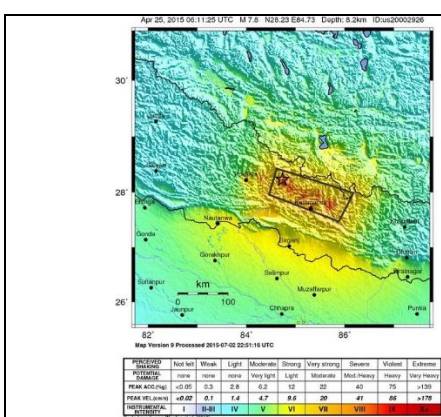 Apr 25, 2015 06:11:25 UTC M 7.8 N28.23 E84.73 Depth: 8.2km ID:us20002926
30˚
28˚
26˚
Nautanwa
Gonda
Gorakhpur
Birganj
Sultanpur
Salimpur
Muzaffarpur
Jaunpur
Chhapra
Purnia
km
0 100
82˚ 84˚ 86˚
Map Version 9 Processed 2015-07-02 22:51:16 UTC
PERCEIVED SHAKING Not felt Weak Light Moderate Strong Very strong Severe Violent Extreme
POTENTIAL DAMAGE none none none Very light Light Moderate Mod./Heavy Heavy Very Heavy
PEAK ACC.(%g) <0.05 0.3 2.8 6.2 12 22 40 75 >139
PEAK VEL.(cm/s) <0.02 0.1 1.4 4.7 9.6 20 41 86 >178
INSTRUMENTAL INTENSITY I II-III IV V VI VII VIII IX X+